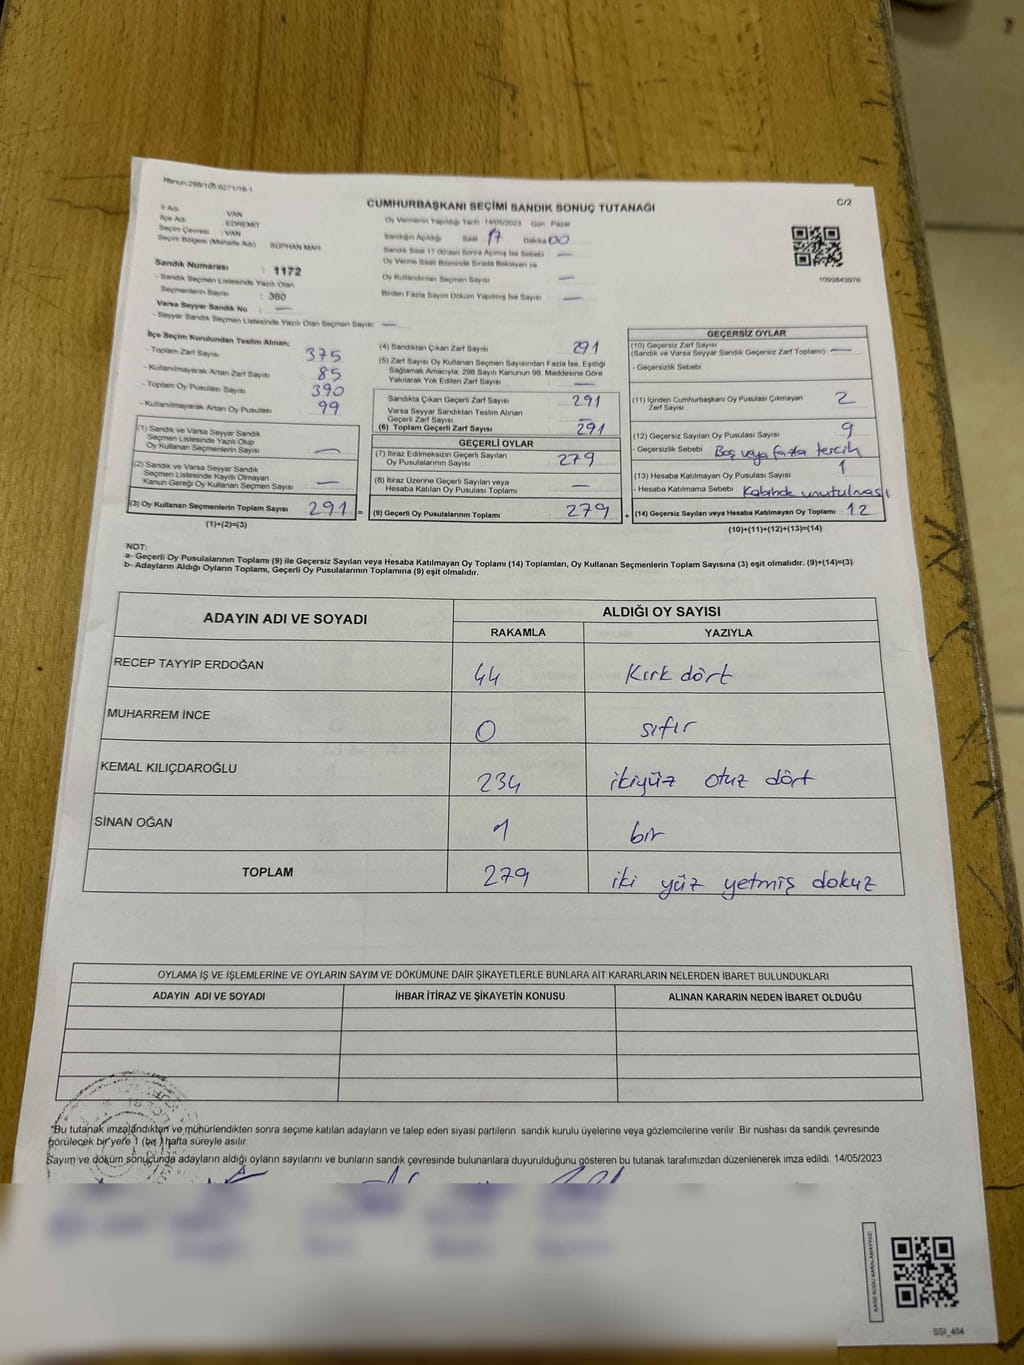 Kanun 298/105,6271/18-1
CUMHURBAŞKANI SEÇİMİ SANDIK SONUÇ TUTANAĞI
C/2
İl Adı : VAN
İlçe Adı : EDREMİT
Seçim Çevresi : VAN
Seçim Bölgesi (Mahalle Adı) : SÜPHAN MAH
Sandık Numarası : 1172
- Sandık Seçmen Listesinde Yazılı Olan
Seçmenlerin Sayısı : 360
Varsa Seyyar Sandık No : —
- Seyyar Sandık Seçmen Listesinde Yazılı Olan Seçmen Sayısı : —
Oy Vermenin Yapıldığı Tarih : 14/05/2023 Gün : Pazar
Sandığın Açıldığı Saat : 17 Dakika : 00
Sandık Saat 17:00'den Sonra Açılmış İse Sebebi : —
Oy Verme Saati Bitiminde Sırada Bekleyen ve
Oy Kullandırılan Seçmen Sayısı : —
Birden Fazla Sayım Döküm Yapılmış İse Sayısı : —
1093843976
İlçe Seçim Kurulundan Teslim Alınan;
- Toplam Zarf Sayısı : 375
- Kullanılmayarak Artan Zarf Sayısı : 85
- Toplam Oy Pusulası Sayısı : 390
- Kullanılmayarak Artan Oy Pusulası : 99
(1) Sandık ve Varsa Seyyar Sandık
Seçmen Listesinde Yazılı Olup
Oy Kullanan Seçmenlerin Sayısı : —
(2) Sandık ve Varsa Seyyar Sandık
Seçmen Listesinde Kayıtlı Olmayan
Kanun Gereği Oy Kullanan Seçmen Sayısı : —
(3) Oy Kullanan Seçmenlerin Toplam Sayısı : 291 =
(1)+(2)=(3)
(4) Sandıktan Çıkan Zarf Sayısı : 291
(5) Zarf Sayısı Oy Kullanan Seçmen Sayısından Fazla İse, Eşitliği
Sağlamak Amacıyla, 298 Sayılı Kanunun 98. Maddesine Göre
Yakılarak Yok Edilen Zarf Sayısı : —
Sandıkta Çıkan Geçerli Zarf Sayısı : 291
Varsa Seyyar Sandıktan Teslim Alınan
Geçerli Zarf Sayısı : —
(6) Toplam Geçerli Zarf Sayısı : 291
GEÇERLİ OYLAR
(7) İtiraz Edilmeksizin Geçerli Sayılan
Oy Pusulalarının Sayısı : 279
(8) İtiraz Üzerine Geçerli Sayılan veya
Hesaba Katılan Oy Pusulası Toplamı : —
(9) Geçerli Oy Pusulalarının Toplamı : 279 +
GEÇERSİZ OYLAR
(10) Geçersiz Zarf Sayısı
(Sandık ve Varsa Seyyar Sandık Geçersiz Zarf Toplamı) : —
- Geçersizlik Sebebi :
(11) İçinden Cumhurbaşkanı Oy Pusulası Çıkmayan
Zarf Sayısı : 2
(12) Geçersiz Sayılan Oy Pusulası Sayısı : 9
- Geçersizlik Sebebi : Boş veya fazla tercih
(13) Hesaba Katılmayan Oy Pusulası Sayısı : 1
- Hesaba Katılmama Sebebi : Kabinde unutulması
(14) Geçersiz Sayılan veya Hesaba Katılmayan Oy Toplamı : 12
(10)+(11)+(12)+(13)=(14)
NOT:
a- Geçerli Oy Pusulalarının Toplamı (9) ile Geçersiz Sayılan veya Hesaba Katılmayan Oy Toplamı (14) Toplamları, Oy Kullanan Seçmenlerin Toplam Sayısına (3) eşit olmalıdır. (9)+(14)=(3)
b- Adayların Aldığı Oyların Toplamı, Geçerli Oy Pusulalarının Toplamına (9) eşit olmalıdır.
ADAYIN ADI VE SOYADI
ALDIĞI OY SAYISI
RAKAMLA YAZIYLA
RECEP TAYYİP ERDOĞAN 44 Kırk dört
MUHARREM İNCE 0 sıfır
KEMAL KILIÇDAROĞLU 234 ikiyüz otuz dört
SİNAN OĞAN 1 bir
TOPLAM 279 iki yüz yetmiş dokuz
OYLAMA İŞ VE İŞLEMLERİNE VE OYLARIN SAYIM VE DÖKÜMÜNE DAİR ŞİKAYETLERLE BUNLARA AİT KARARLARIN NELERDEN İBARET BULUNDUKLARI
ADAYIN ADI VE SOYADI İHBAR İTİRAZ VE ŞİKAYETİN KONUSU ALINAN KARARIN NEDEN İBARET OLDUĞU
*Bu tutanak imzalandıktan ve mühürlendikten sonra seçime katılan adayların ve talep eden siyasi partilerin sandık kurulu üyelerine veya gözlemcilerine verilir. Bir nüshası da sandık çevresinde
görülecek bir yere 1 (bir) hafta süreyle asılır.
Sayım ve döküm sonucunda adayların aldığı oyların sayılarını ve bunların sandık çevresinde bulunanlara duyurulduğunu gösteren bu tutanak tarafımızdan düzenlenerek imza edildi. 14/05/2023
KARE KODU KARALAMAYINIZ!
SSI_404